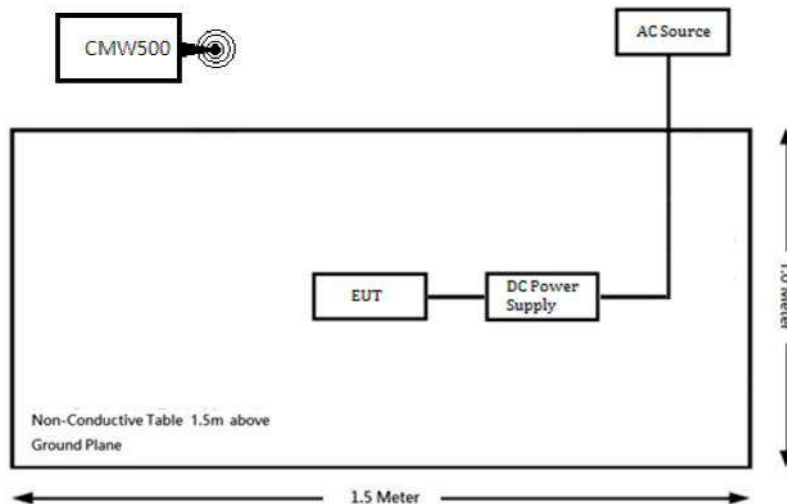 CMW500
AC Source
EUT
DC Power
Supply
Non-Conductive Table 1.5m above
Ground Plane
1.5 Meter